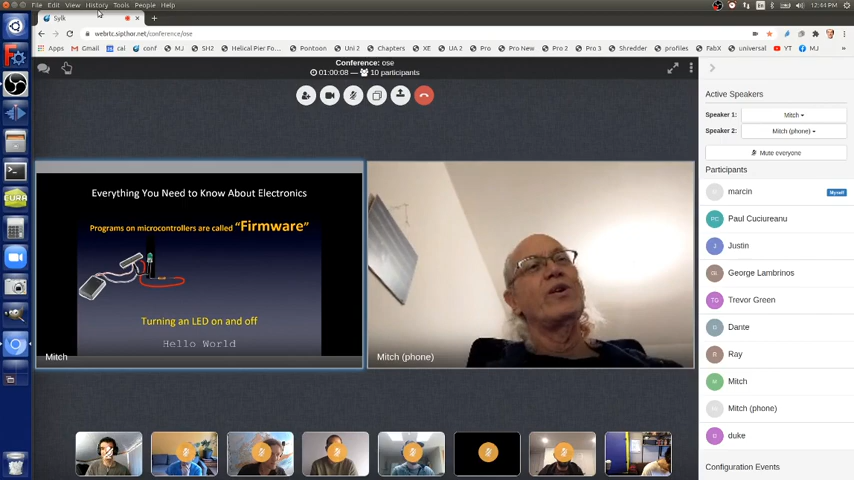 File Edit View History Tools People Help
12:44 PM
Sylk
webrtc.sipthor.net/conference/ose
Apps Gmail cal conf MJ SH2 Helical Pier Fo... Pontoon Uni 2 Chapters XE UA 2 Pro Pro New Pro 2 Pro 3 Shredder profiles FabX universal YT MJ
Conference: ose
01:00:08 10 participants
Everything You Need to Know About Electronics
Programs on microcontrollers are called "Firmware"
Turning an LED on and off
Hello World
Mitch
Mitch (phone)
Active Speakers
Speaker 1: Mitch
Speaker 2: Mitch (phone)
Mute everyone
Participants
marcin Myself
PC Paul Cuciureanu
Justin
George Lambrinos
TG Trevor Green
Dante
Ray
Mitch
Mitch (phone)
duke
Configuration Events
CURA